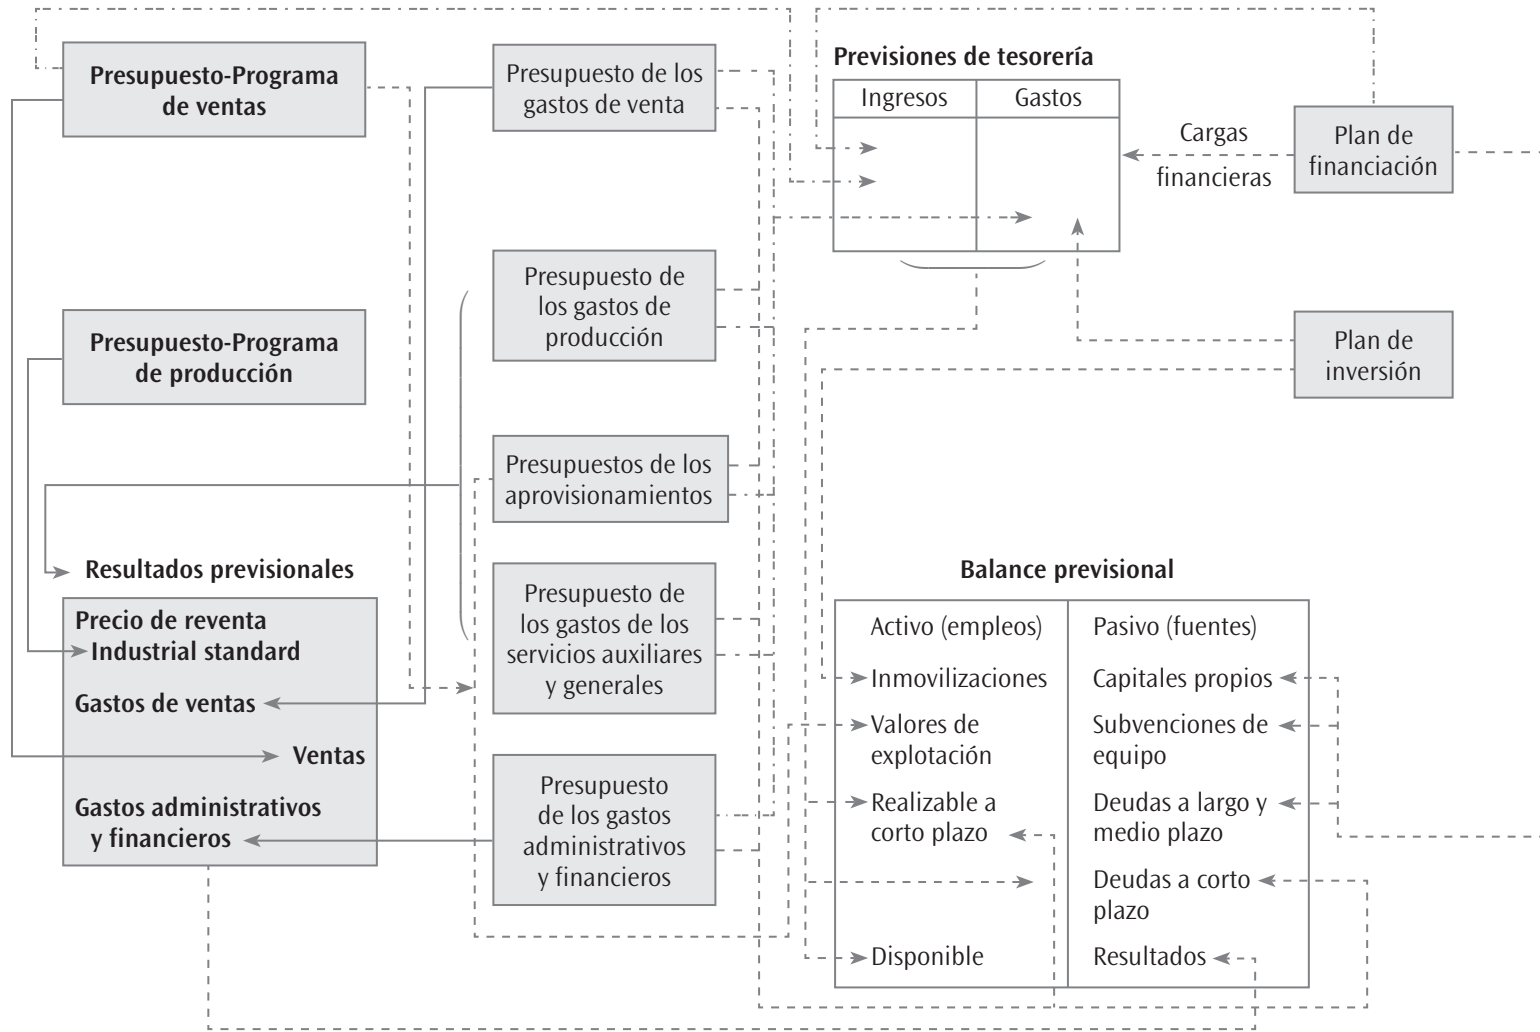 Presupuesto-Programa
de ventas
Presupuesto de los
gastos de venta
Previsiones de tesorería
Ingresos
Gastos
Cargas
financieras
Plan de
financiación
Presupuesto de
los gastos de
producción
Presupuesto-Programa
de producción
Plan de
inversión
Presupuestos de los
aprovisionamientos
Resultados previsionales
Precio de reventa
Industrial standard
Gastos de ventas
Ventas
Gastos administrativos
y financieros
Presupuesto de
los gastos de los
servicios auxiliares
y generales
Presupuesto
de los gastos
administrativos
y financieros
Balance previsional
Activo (empleos)
Inmovilizaciones
Valores de
explotación
Realizable a
corto plazo
Disponible
Pasivo (fuentes)
Capitales propios
Subvenciones de
equipo
Deudas a largo y
medio plazo
Deudas a corto
plazo
Resultados